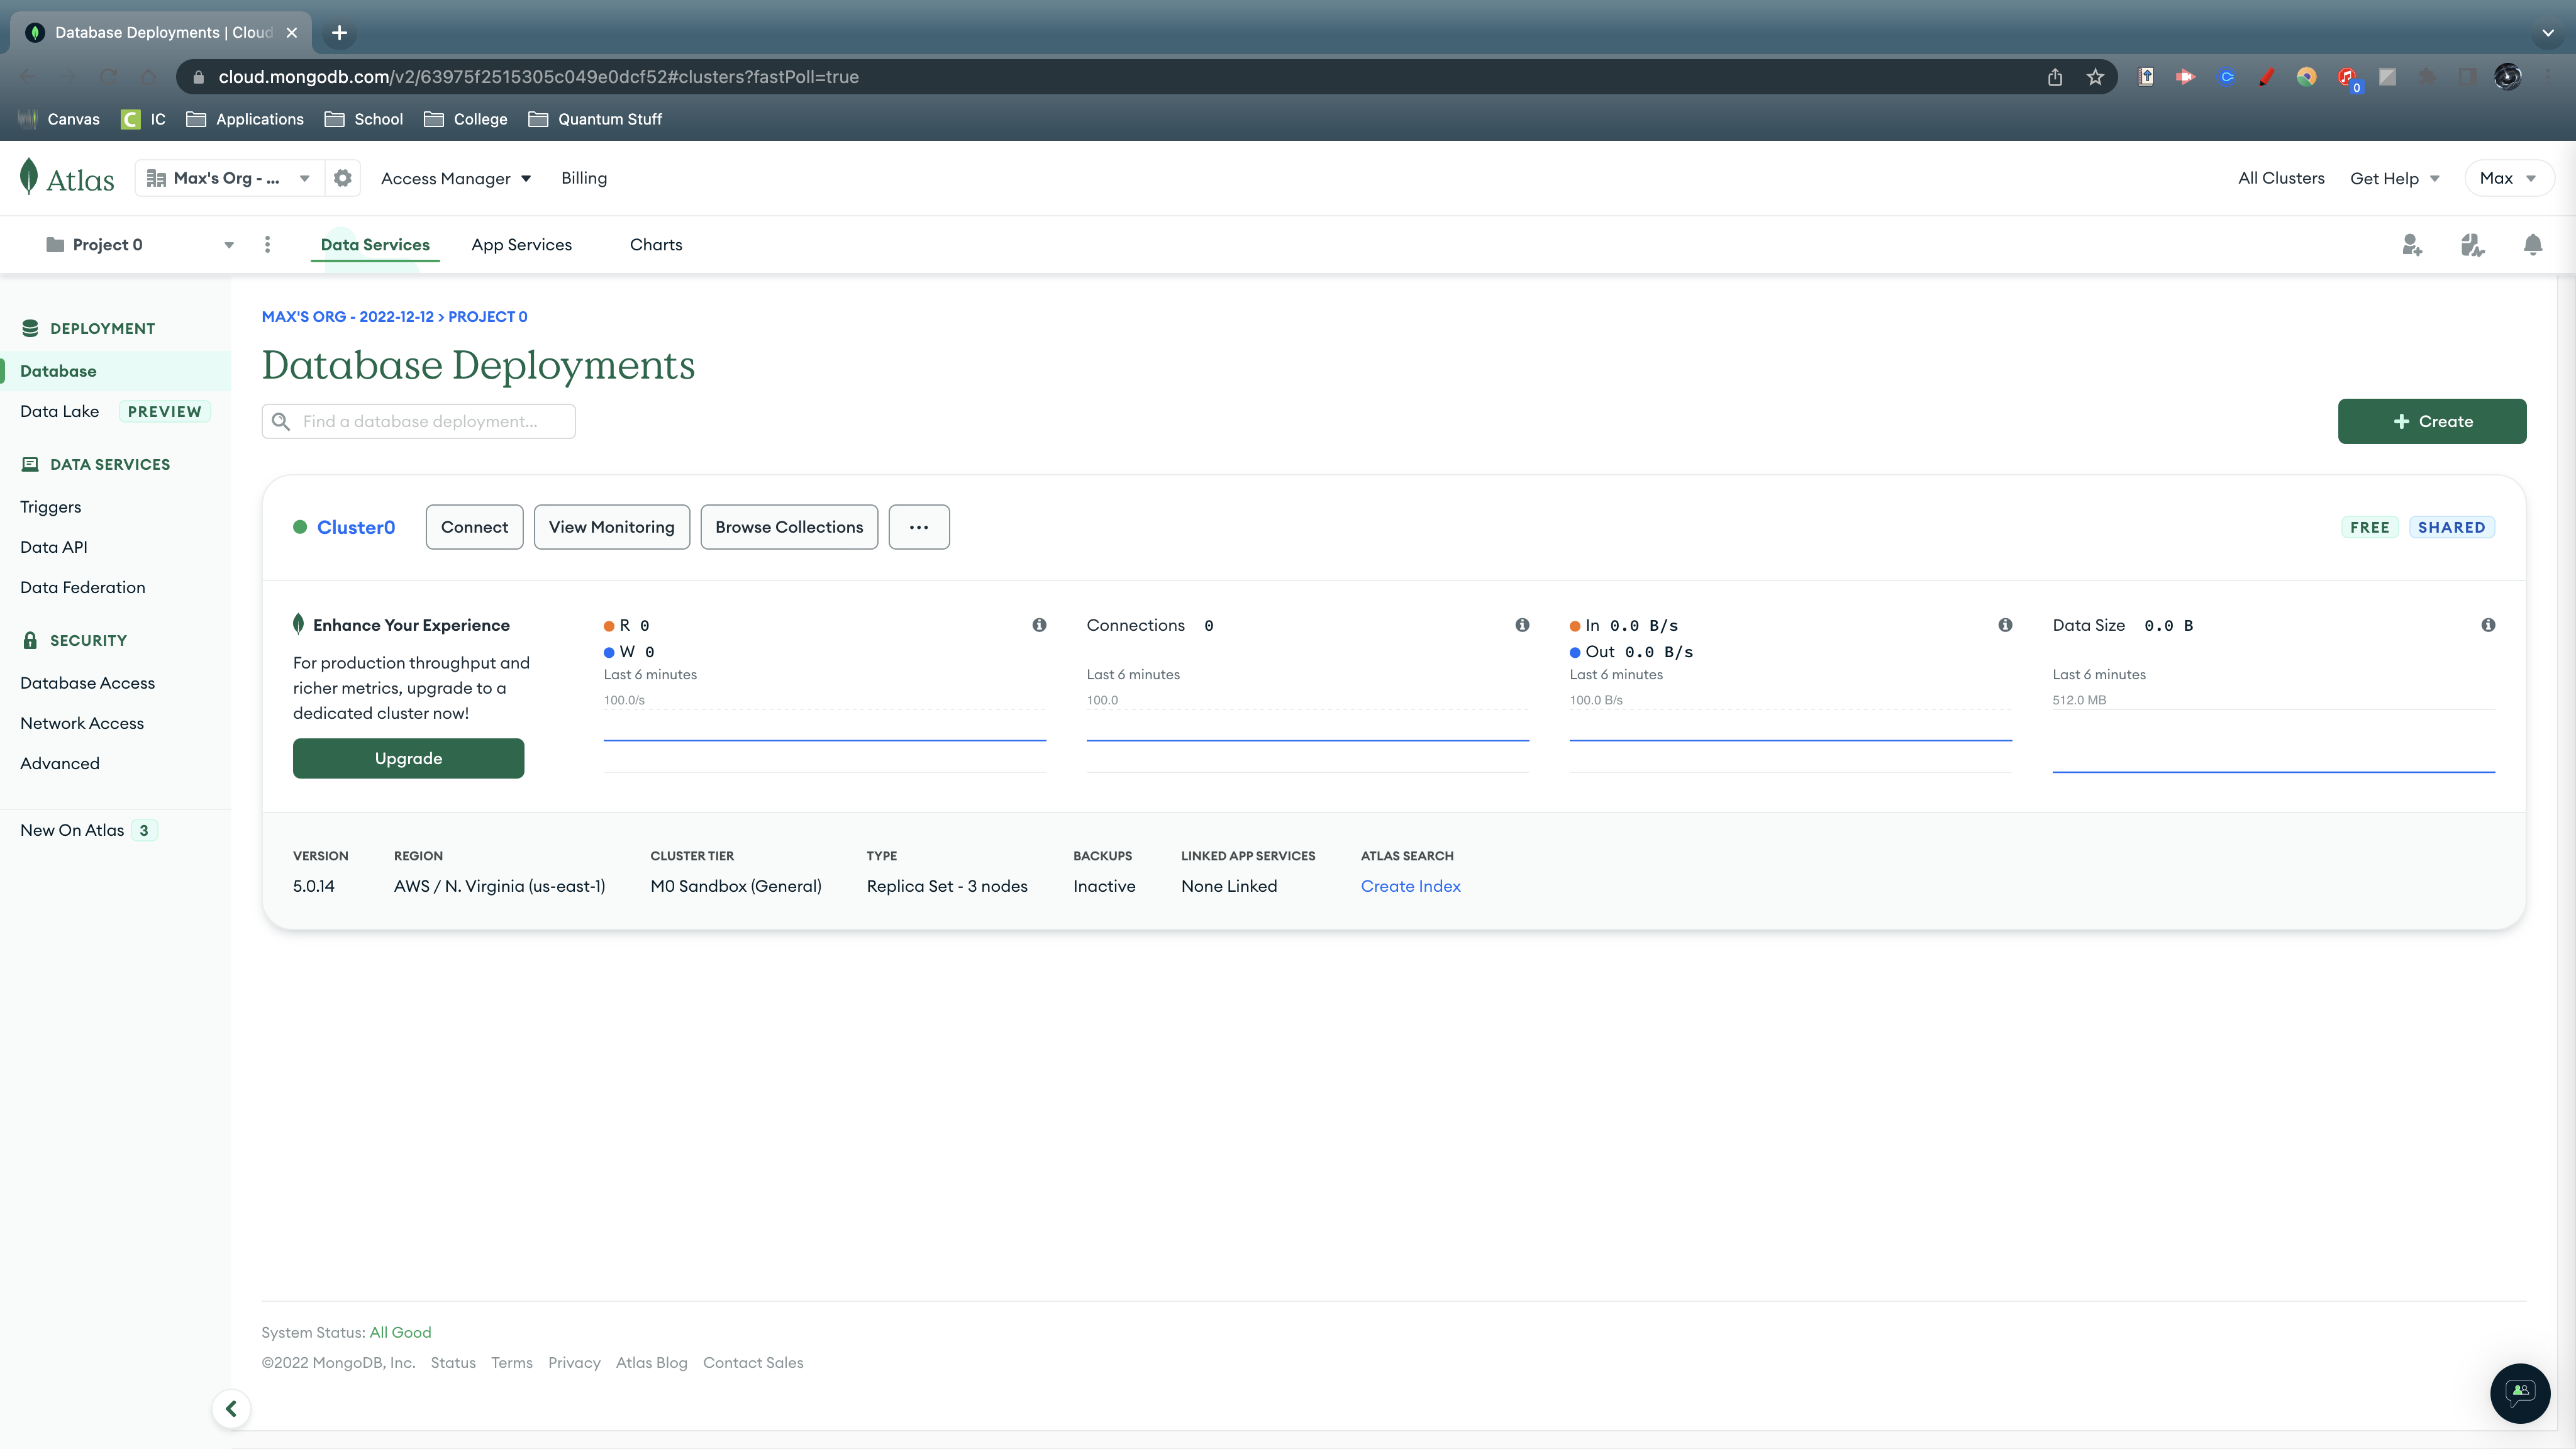 Database Deployments | Cloud
cloud.mongodb.com/v2/63975f2515305c049e0dcf52#clusters?fastPoll=true
0
Canvas
C IC
Applications
School
College
Quantum Stuff
Atlas
Max's Org - ...
Access Manager
Billing
All Clusters
Get Help
Max
Project 0
Data Services
App Services
Charts
DEPLOYMENT
Database
Data Lake PREVIEW
DATA SERVICES
Triggers
Data API
Data Federation
SECURITY
Database Access
Network Access
Advanced
New On Atlas 3
MAX'S ORG - 2022-12-12 > PROJECT 0
Database Deployments
Find a database deployment...
+ Create
Cluster0
Connect
View Monitoring
Browse Collections
...
FREE SHARED
Enhance Your Experience
For production throughput and
richer metrics, upgrade to a
dedicated cluster now!
Upgrade
R 0
W 0
Last 6 minutes
100.0/s
Connections 0
Last 6 minutes
100.0
In 0.0 B/s
Out 0.0 B/s
Last 6 minutes
100.0 B/s
Data Size 0.0 B
Last 6 minutes
512.0 MB
VERSION
5.0.14
REGION
AWS / N. Virginia (us-east-1)
CLUSTER TIER
M0 Sandbox (General)
TYPE
Replica Set - 3 nodes
BACKUPS
Inactive
LINKED APP SERVICES
None Linked
ATLAS SEARCH
Create Index
System Status: All Good
©2022 MongoDB, Inc. Status Terms Privacy Atlas Blog Contact Sales